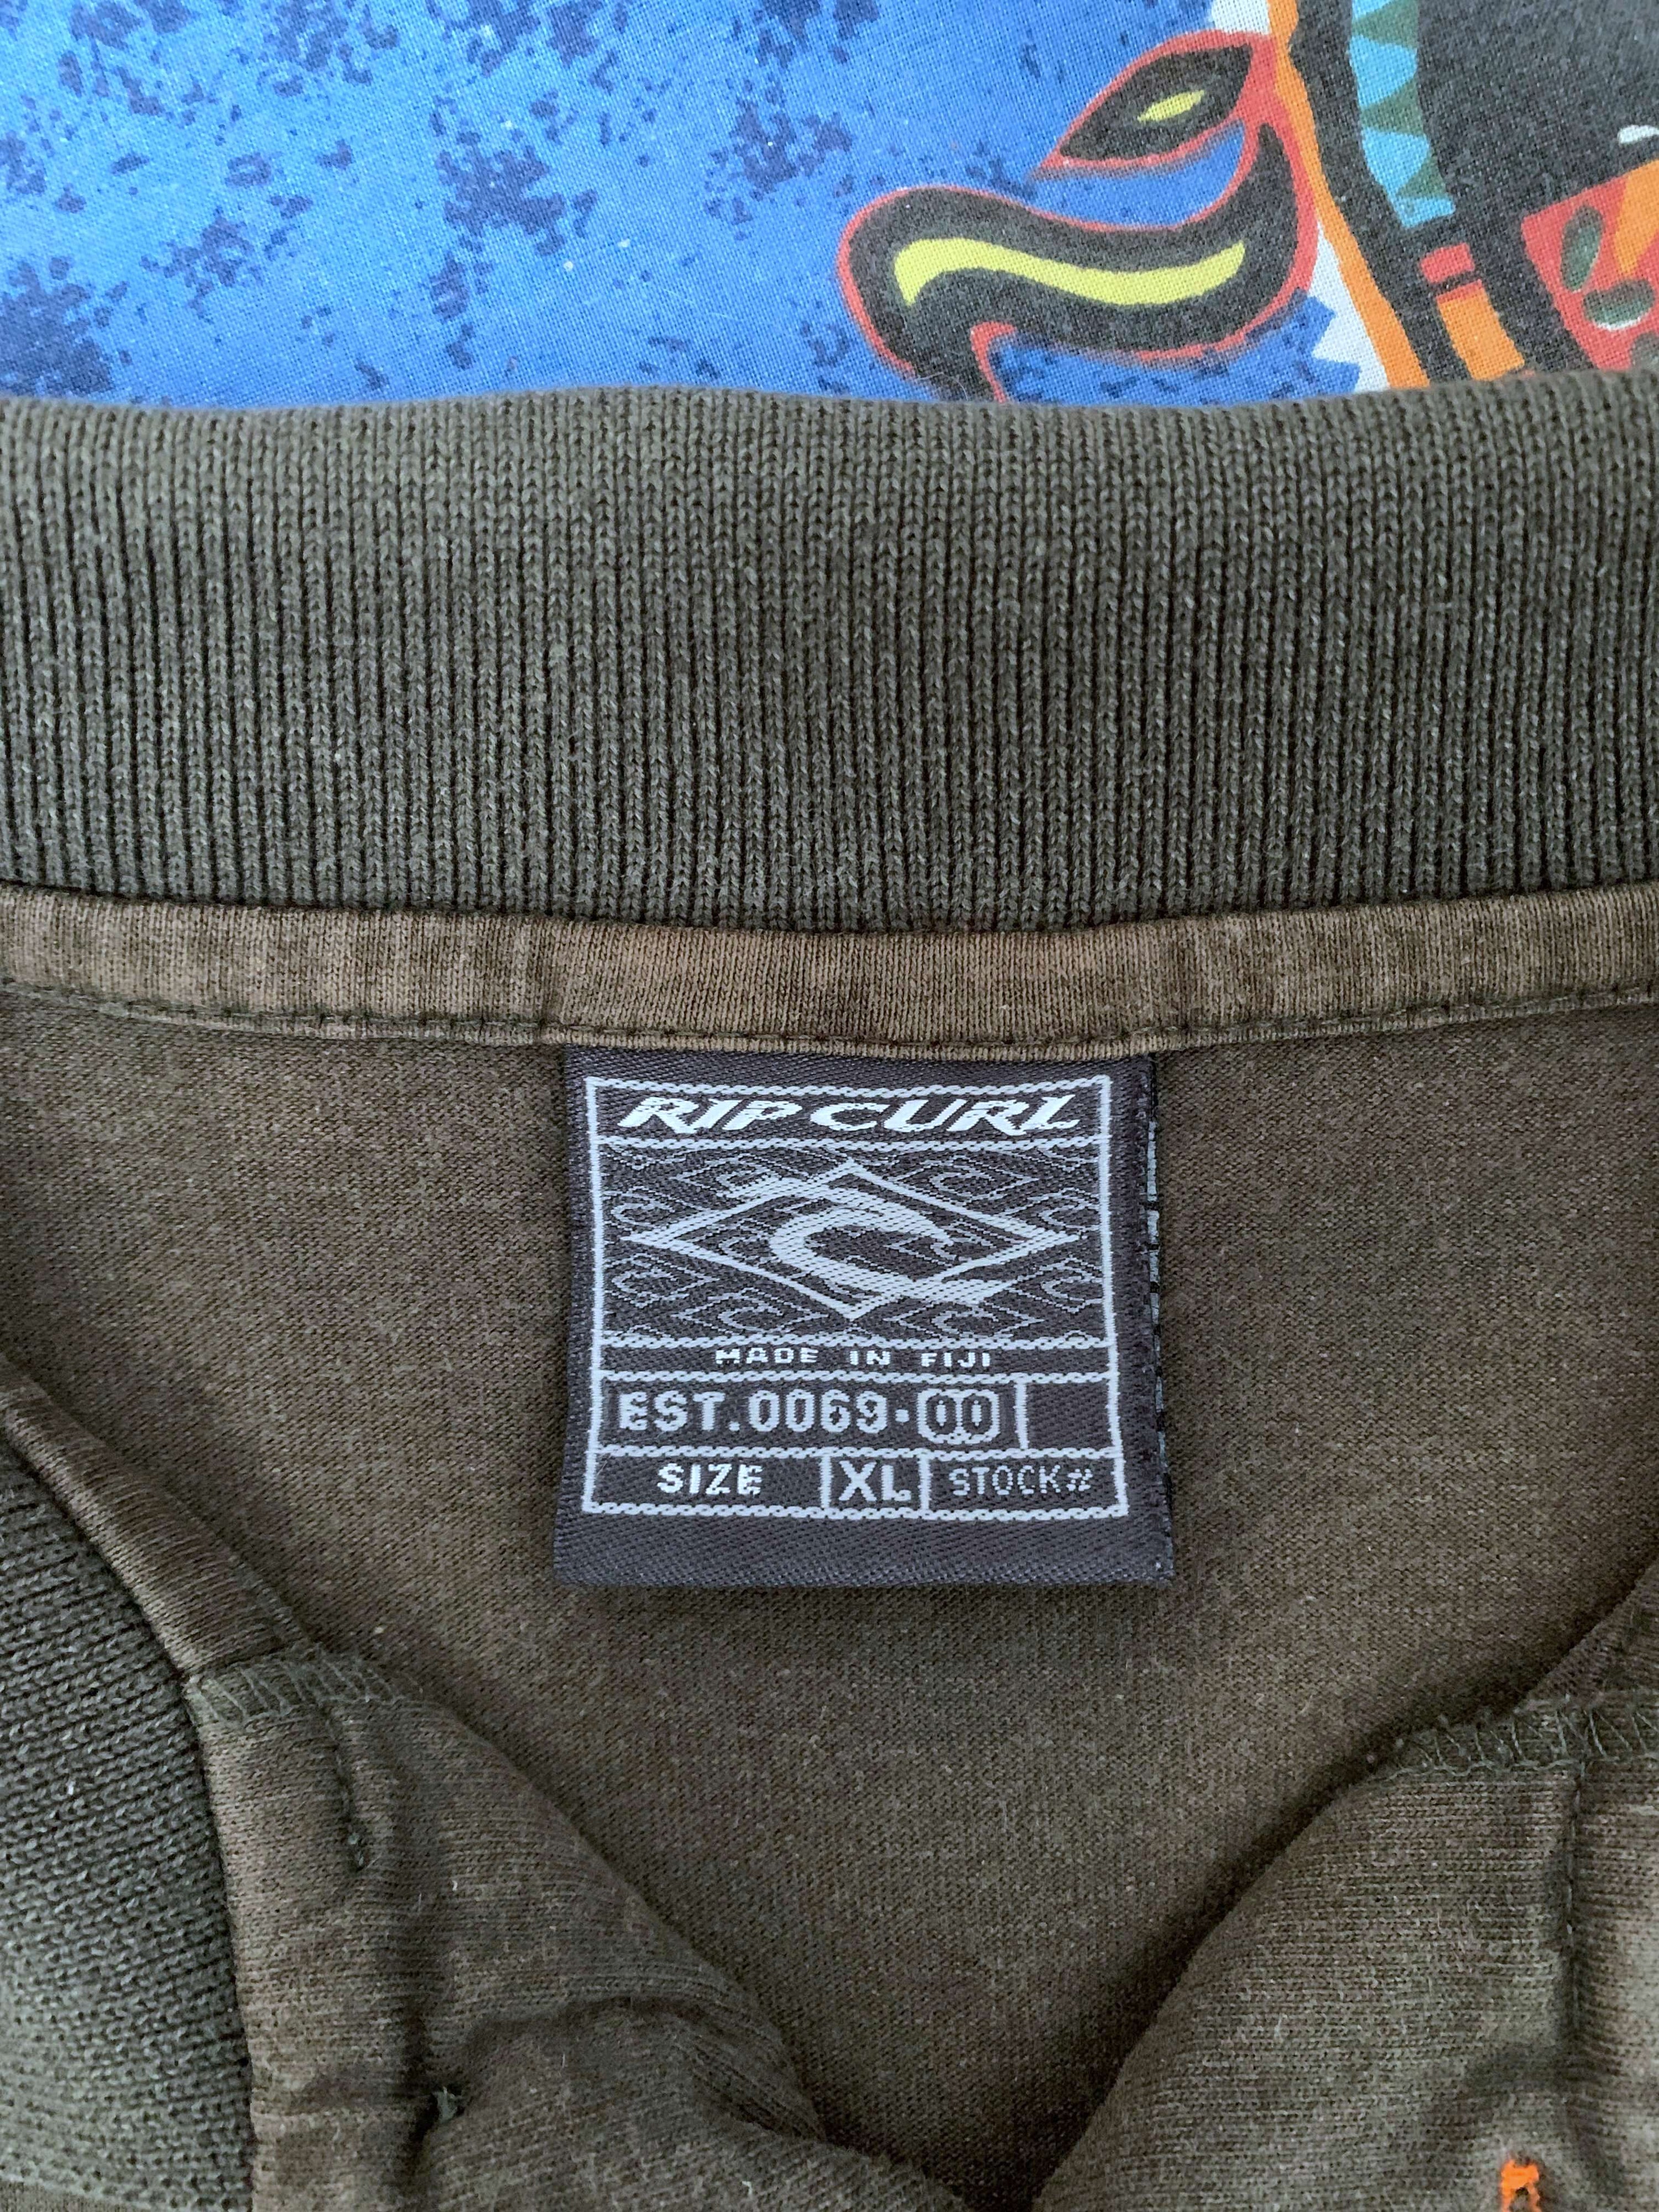 RIP CURL
MADE IN FIJI
EST.0069·00
SIZE XL STOCK#